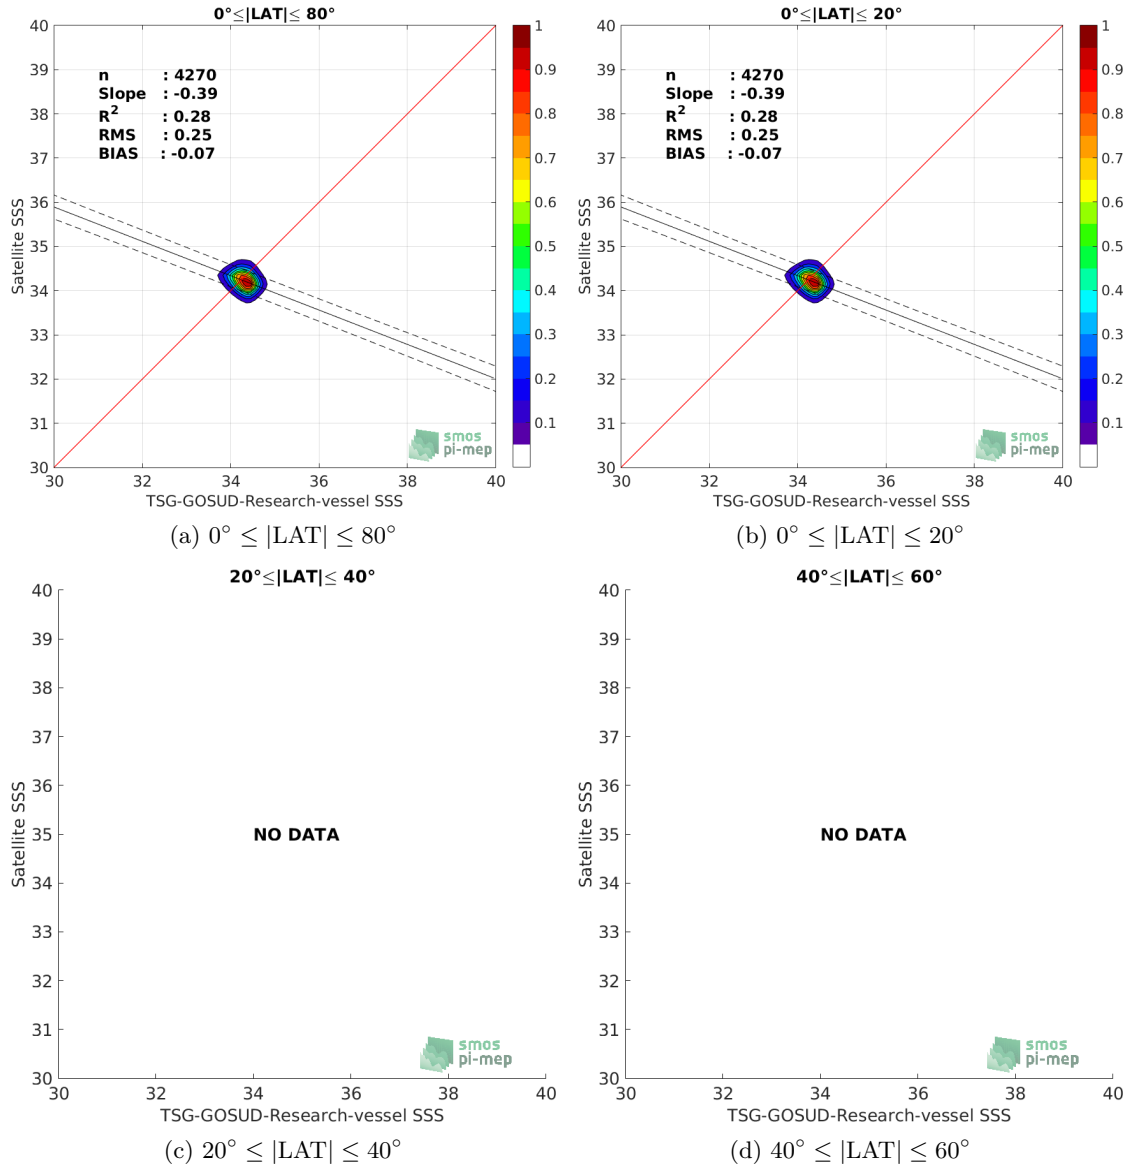 0°≤|LAT|≤ 80°
n : 4270
Slope : -0.39
R² : 0.28
RMS : 0.25
BIAS : -0.07
40
39
38
37
36
35
34
33
32
31
30
Satellite SSS
30 32 34 36 38 40
TSG-GOSUD-Research-vessel SSS
1
0.9
0.8
0.7
0.6
0.5
0.4
0.3
0.2
0.1
smos
pi-mep
(a) 0° ≤ |LAT| ≤ 80°
0°≤|LAT|≤ 20°
n : 4270
Slope : -0.39
R² : 0.28
RMS : 0.25
BIAS : -0.07
40
39
38
37
36
35
34
33
32
31
30
Satellite SSS
30 32 34 36 38 40
TSG-GOSUD-Research-vessel SSS
1
0.9
0.8
0.7
0.6
0.5
0.4
0.3
0.2
0.1
smos
pi-mep
(b) 0° ≤ |LAT| ≤ 20°
20°≤|LAT|≤ 40°
40
39
38
37
36
35
34
33
32
31
30
Satellite SSS
NO DATA
smos
pi-mep
30 32 34 36 38 40
TSG-GOSUD-Research-vessel SSS
(c) 20° ≤ |LAT| ≤ 40°
40°≤|LAT|≤ 60°
40
39
38
37
36
35
34
33
32
31
30
Satellite SSS
NO DATA
smos
pi-mep
30 32 34 36 38 40
TSG-GOSUD-Research-vessel SSS
(d) 40° ≤ |LAT| ≤ 60°